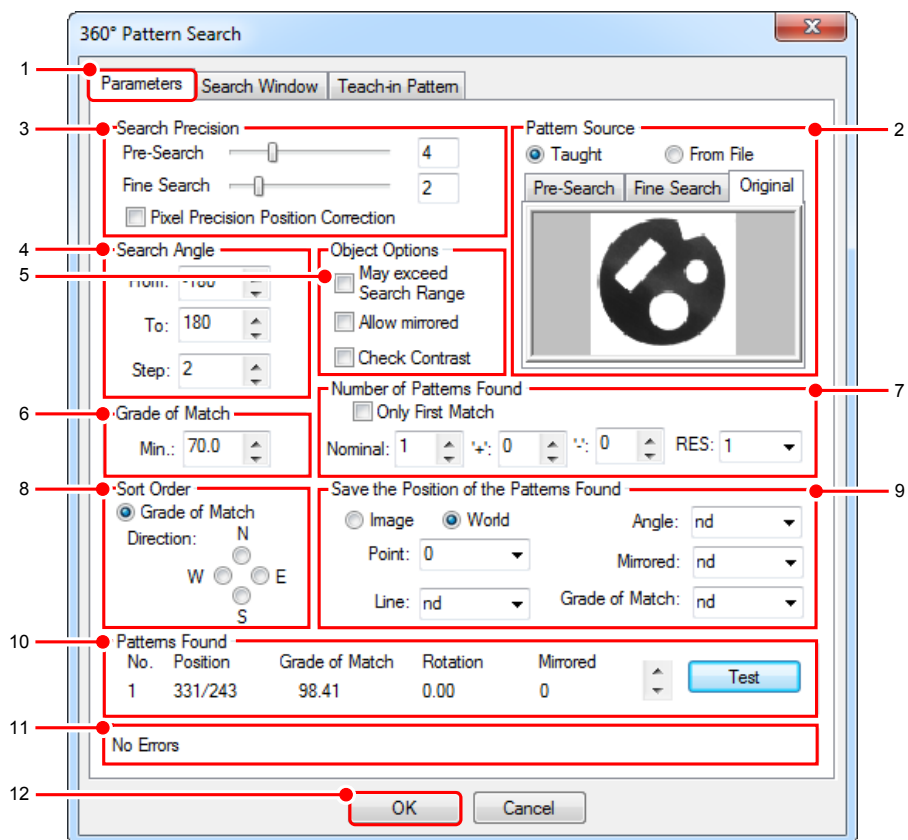 360° Pattern Search
X
1
Parameters Search Window Teach-in Pattern
3 Search Precision
Pre-Search 4
Fine Search 2
Pixel Precision Position Correction
Pattern Source 2
Taught From File
Pre-Search Fine Search Original
4 Search Angle
From: -180
To: 180
Step: 2
Object Options
5 May exceed
Search Range
Allow mirrored
Check Contrast
6 Grade of Match
Min.: 70.0
Number of Patterns Found 7
Only First Match
Nominal: 1 '+': 0 '-': 0 RES: 1
8 Sort Order
Grade of Match
Direction: N
W E
S
Save the Position of the Patterns Found 9
Image World Angle: nd
Point: 0 Mirrored: nd
Line: nd Grade of Match: nd
10 Patterns Found
No. Position Grade of Match Rotation Mirrored
1 331/243 98.41 0.00 0 Test
11
No Errors
12 OK Cancel